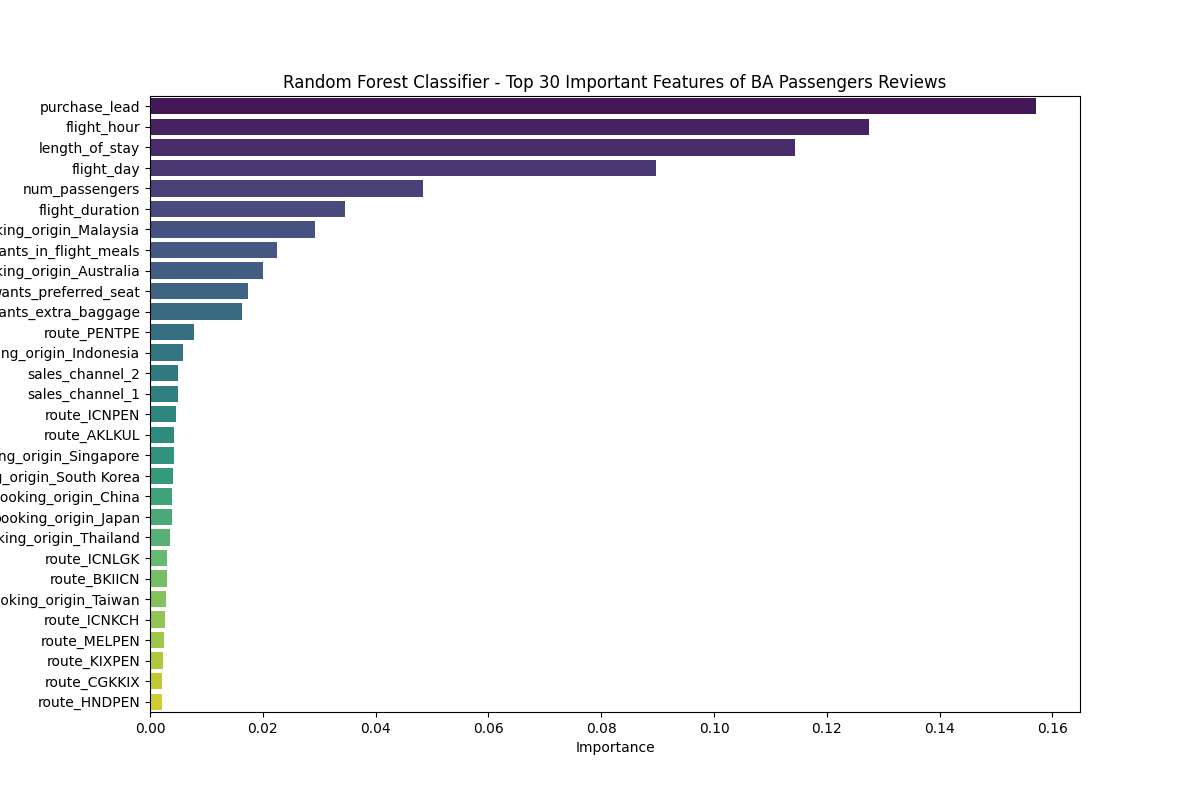 Random Forest Classifier - Top 30 Important Features of BA Passengers Reviews
purchase_lead
flight_hour
length_of_stay
flight_day
num_passengers
flight_duration
king_origin_Malaysia
ants_in_flight_meals
king_origin_Australia
wants_preferred_seat
ants_extra_baggage
route_PENTPE
ng_origin_Indonesia
sales_channel_2
sales_channel_1
route_ICNPEN
route_AKLKUL
ng_origin_Singapore
g_origin_South Korea
ooking_origin_China
booking_origin_Japan
king_origin_Thailand
route_ICNLGK
route_BKIICN
oking_origin_Taiwan
route_ICNKCH
route_MELPEN
route_KIXPEN
route_CGKKIX
route_HNDPEN
0.00 0.02 0.04 0.06 0.08 0.10 0.12 0.14 0.16
Importance